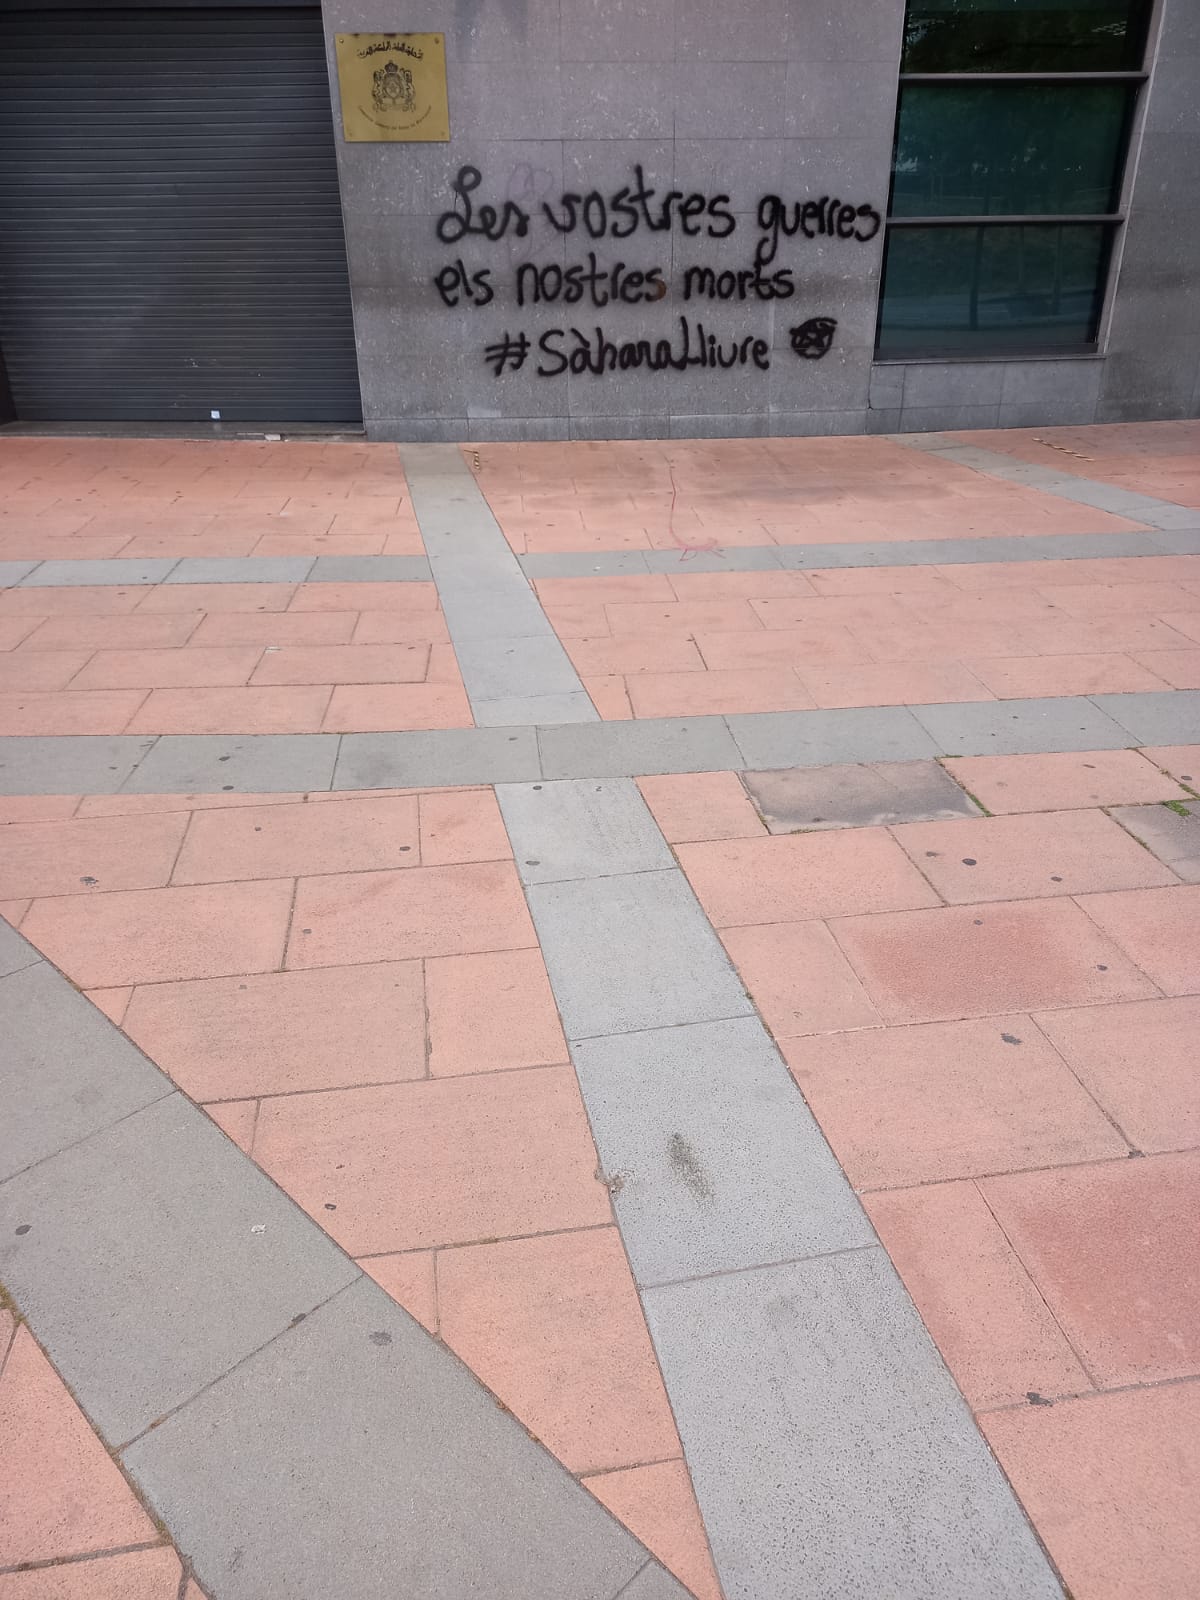 Les vostres guerres
els nostres morts
#SàharaLliure